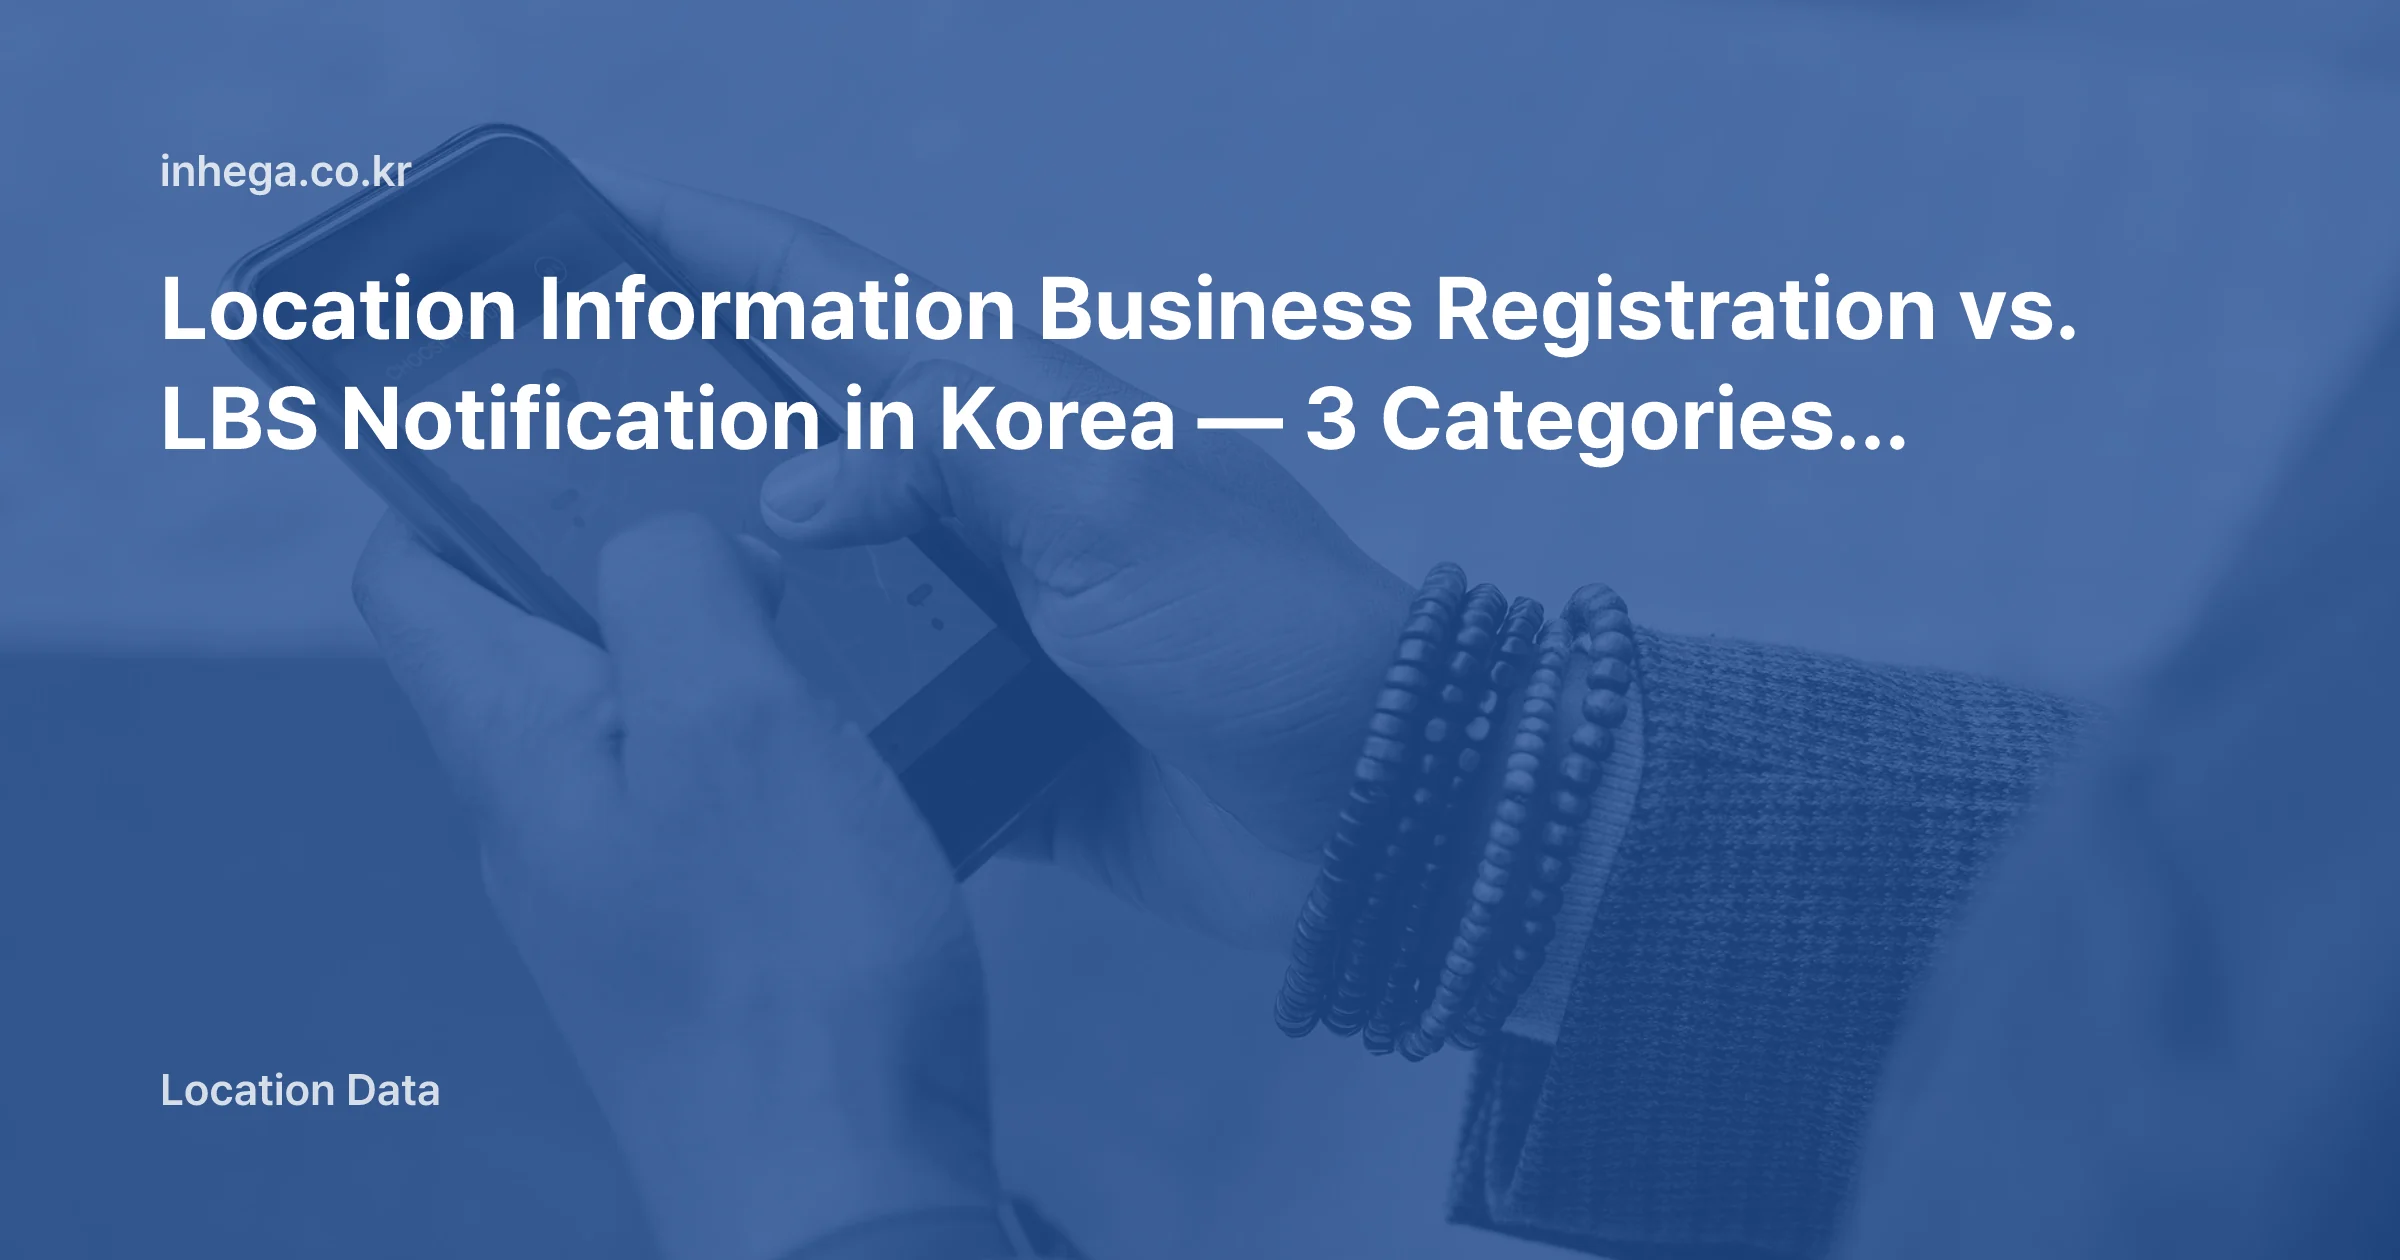 inhega.co.kr
Location Information Business Registration vs.
LBS Notification in Korea — 3 Categories...
Location Data